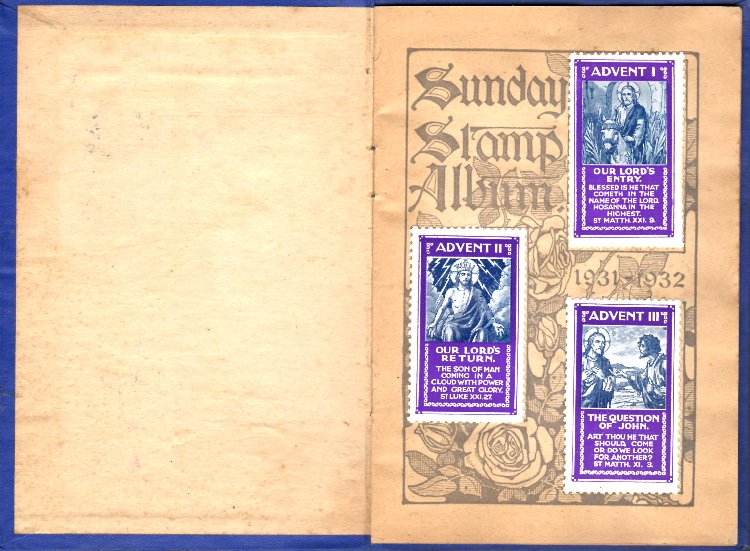 Sunday
Stamp
Album
1931-1932
ADVENT I
OUR LORD'S
ENTRY.
BLESSED IS HE THAT
COMETH IN THE
NAME OF THE LORD.
HOSANNA IN THE
HIGHEST.
ST MATTH. XXI. 9.
ADVENT II
OUR LORD'S
RETURN.
THE SON OF MAN
COMING IN A
CLOUD WITH POWER
AND GREAT GLORY.
ST LUKE XXI. 27.
ADVENT III
THE QUESTION
OF JOHN.
ART THOU HE THAT
SHOULD COME
OR DO WE LOOK
FOR ANOTHER?
ST MATTH. XI. 3.